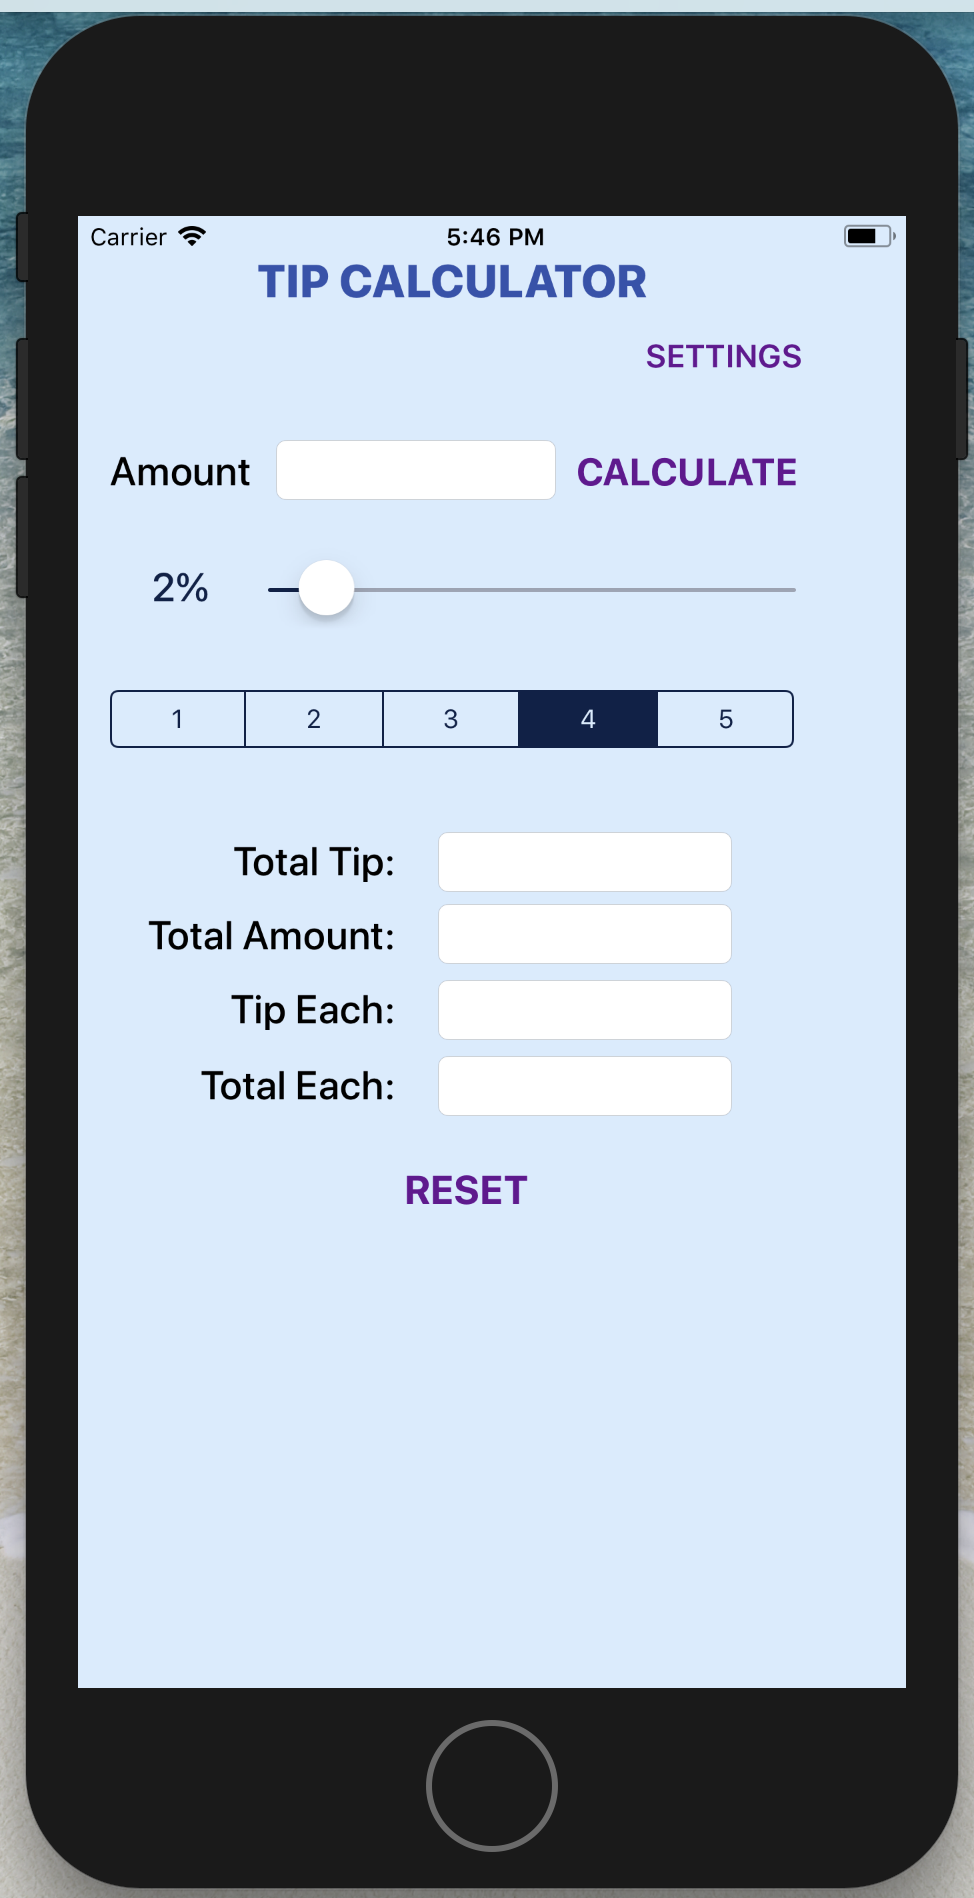 Carrier 5:46 PM
TIP CALCULATOR
SETTINGS
Amount CALCULATE
2%
1 2 3 4 5
Total Tip:
Total Amount:
Tip Each:
Total Each:
RESET